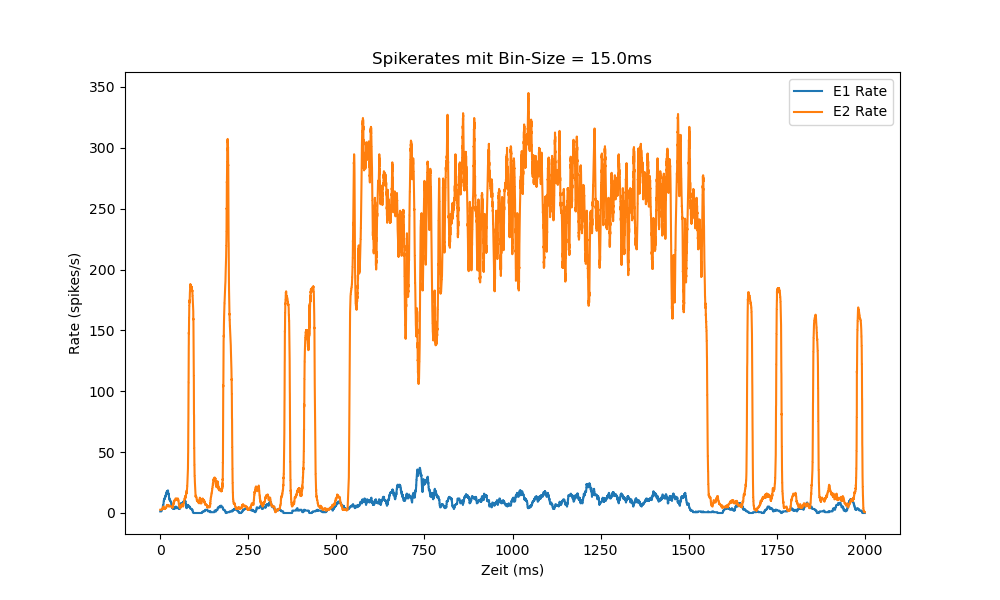 Spikerates mit Bin-Size = 15.0ms
E1 Rate
E2 Rate
350
300
250
200
150
100
50
0
Rate (spikes/s)
0 250 500 750 1000 1250 1500 1750 2000
Zeit (ms)